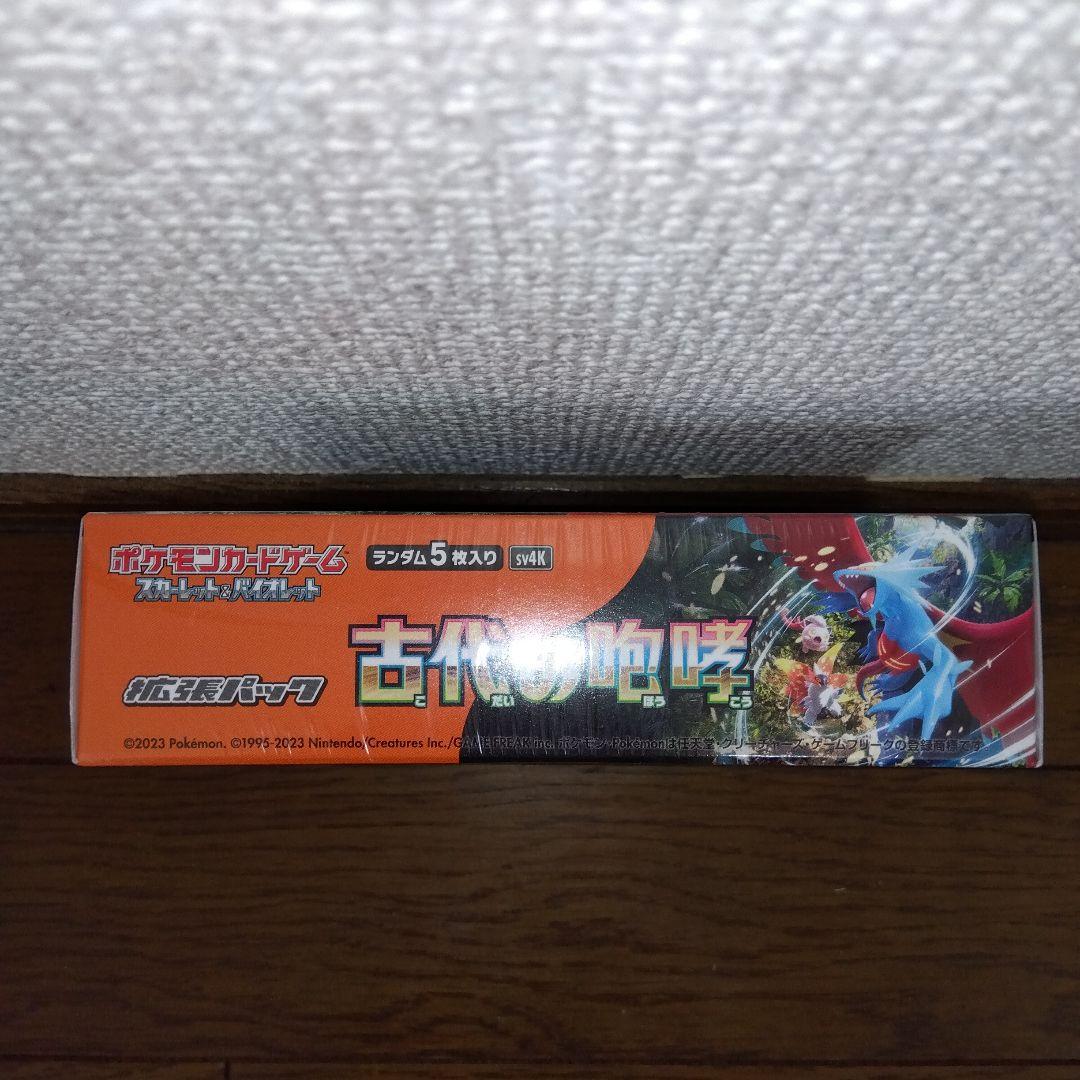 ポケモンカードゲーム
スカーレット&バイオレット
ランダム5枚入り sv4K
古代の咆哮
こ だい ほう こう
拡張パック
©2023 Pokémon. ©1995-2023 Nintendo/Creatures Inc./GAME FREAK inc. ポケモン・Pokémonは任天堂・クリーチャーズ・ゲームフリークの登録商標です。